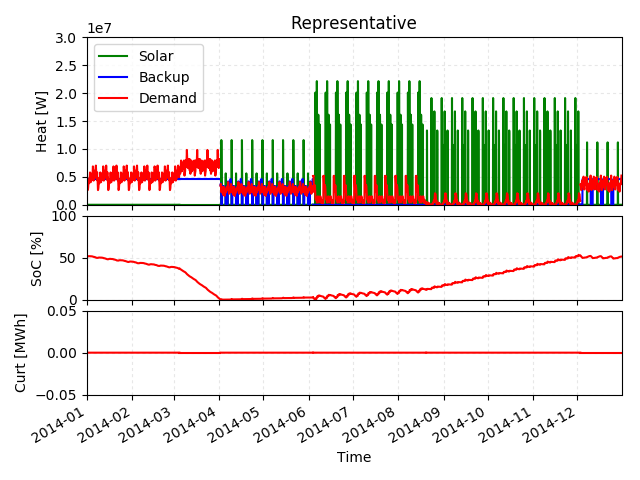 Representative
1e7
3.0
2.5
2.0
1.5
1.0
0.5
0.0
Heat [W]
Solar
Backup
Demand
100
50
0
SoC [%]
0.05
0.00
−0.05
Curt [MWh]
2014-01
2014-02
2014-03
2014-04
2014-05
2014-06
2014-07
2014-08
2014-09
2014-10
2014-11
2014-12
Time